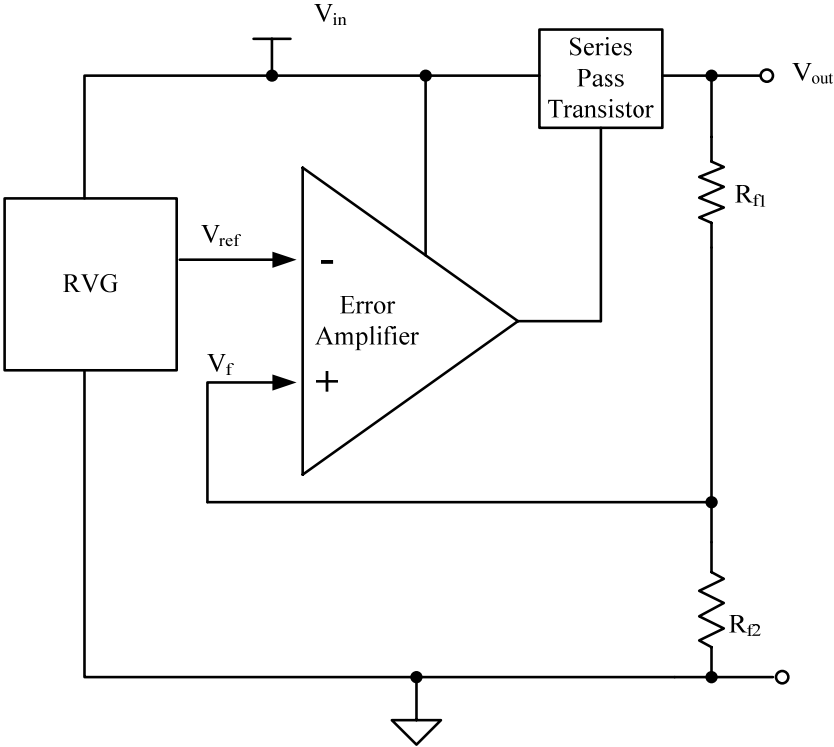 Vin
Series
Pass
Transistor
Vout
Rf1
Vref
RVG
-
Error
Amplifier
Vf
+
Rf2